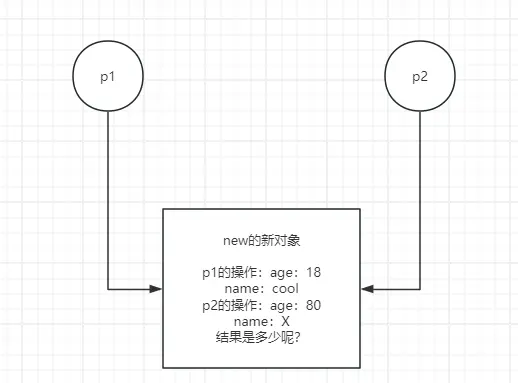 p1
p2
new的新对象
p1的操作：age：18
name：cool
p2的操作：age：80
name：X
结果是多少呢？